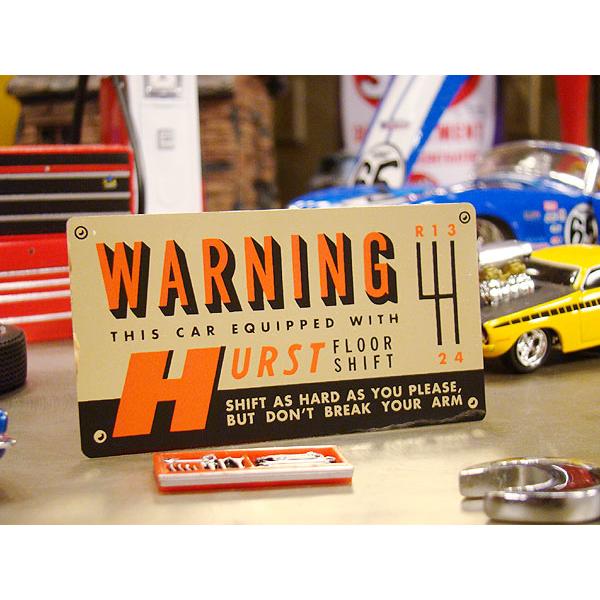 WARNING
R 1 3
THIS CAR EQUIPPED WITH
HURST FLOOR SHIFT
2 4
SHIFT AS HARD AS YOU PLEASE,
BUT DON'T BREAK YOUR ARM
65